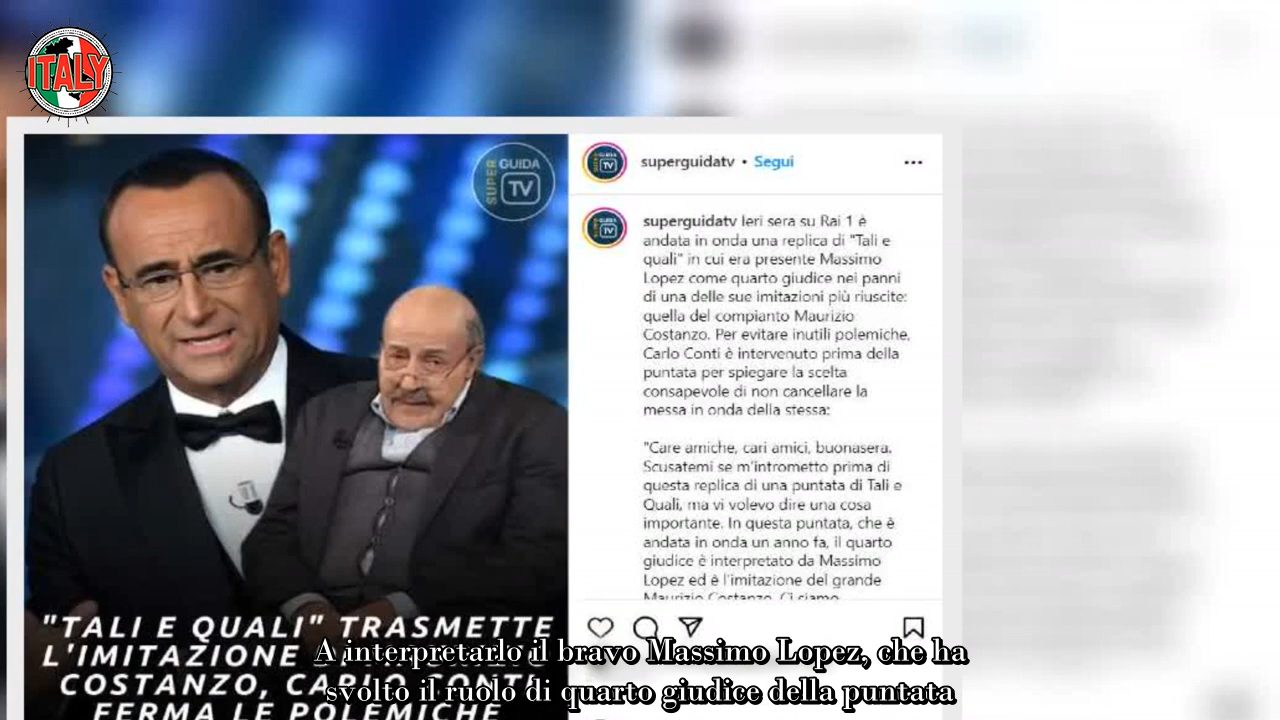 ITALY
SUPER GUIDA TV
superguidatv • Segui
superguidatv Ieri sera su Rai 1 è
andata in onda una replica di "Tali e
quali" in cui era presente Massimo
Lopez come quarto giudice nei panni
di una delle sue imitazioni più riuscite:
quella del compianto Maurizio
Costanzo. Per evitare inutili polemiche,
Carlo Conti è intervenuto prima della
puntata per spiegare la scelta
consapevole di non cancellare la
messa in onda della stessa:
"Care amiche, cari amici, buonasera.
Scusatemi se m'intrometto prima di
questa replica di una puntata di Tali e
Quali, ma vi volevo dire una cosa
importante. In questa puntata, che è
andata in onda un anno fa, il quarto
giudice è interpretato da Massimo
Lopez ed è l'imitazione del grande
Maurizio Costanzo. Ci siamo
"TALI E QUALI" TRASMETTE
L'IMITAZIONE
COSTANZO, CARLO CONTI
FERMA LE POLEMICHE
A interpretarlo il bravo Massimo Lopez, che ha
svolto il ruolo di quarto giudice della puntata